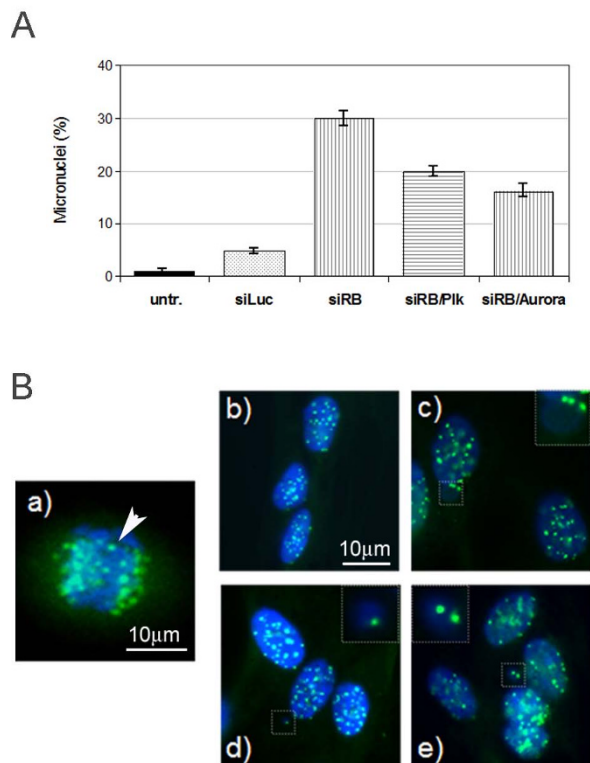 A
Micronuclei (%)
40
30
20
10
0
untr.
siLuc
siRB
siRB/Plk
siRB/Aurora
B
a)
10μm
b)
10μm
c)
d)
e)